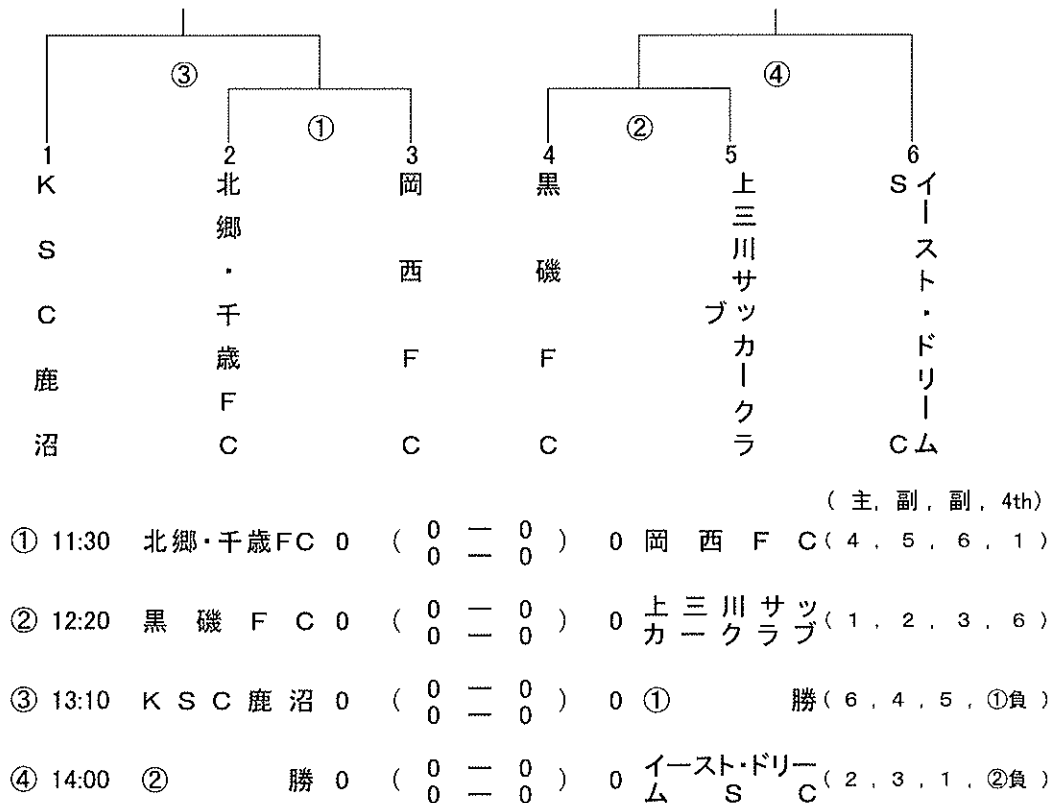 ③ ④
① ②
1 2 3 4 5 6
KSC鹿沼
北郷・千歳FC
岡西FC
黒磯FC
上三川サッカークラブ
イースト・ドリームSC
( 主, 副, 副, 4th)
① 11:30 北郷・千歳FC 0 ( 0 ー 0 0 ー 0 ) 0 岡西FC ( 4 , 5 , 6 , 1 )
② 12:20 黒磯FC 0 ( 0 ー 0 0 ー 0 ) 0 上三川サッカークラブ ( 1 , 2 , 3 , 6 )
③ 13:10 KSC鹿沼 0 ( 0 ー 0 0 ー 0 ) 0 ① 勝 ( 6 , 4 , 5 , ①負 )
④ 14:00 ② 勝 0 ( 0 ー 0 0 ー 0 ) 0 イースト・ドリームSC ( 2 , 3 , 1 , ②負 )